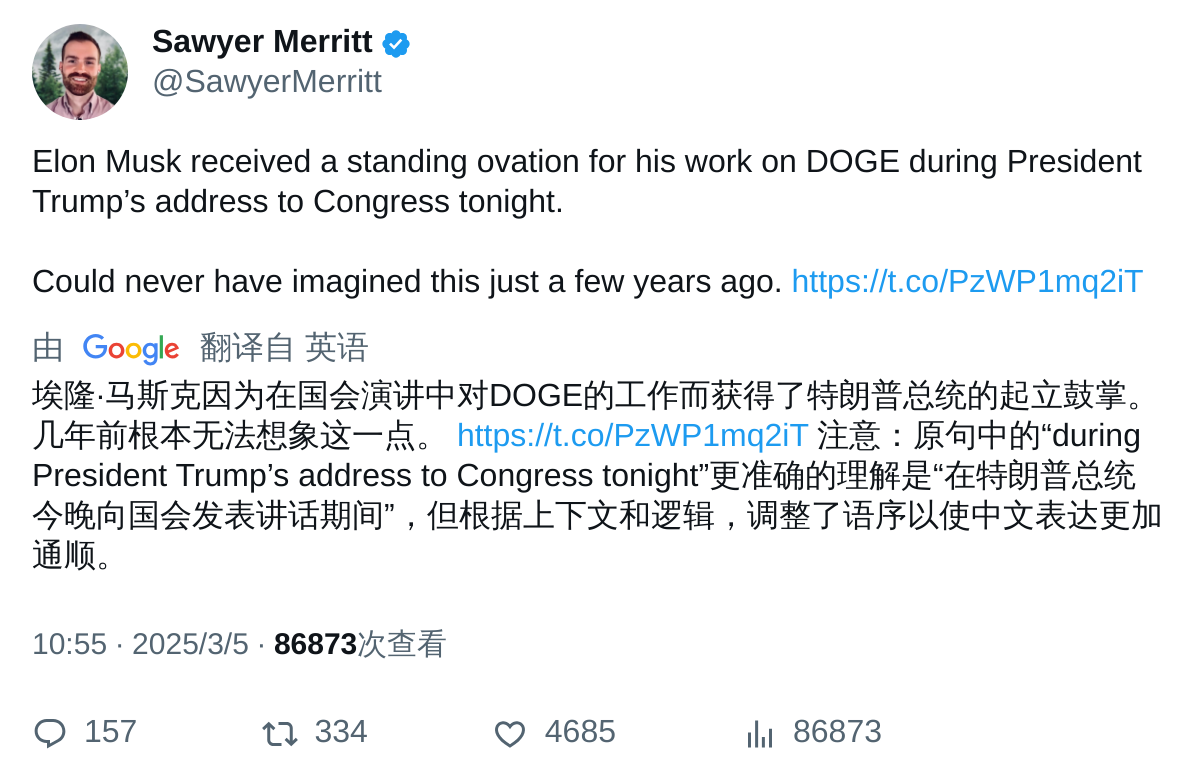 Sawyer Merritt
@SawyerMerritt
Elon Musk received a standing ovation for his work on DOGE during President
Trump’s address to Congress tonight.
Could never have imagined this just a few years ago. https://t.co/PzWP1mq2iT
由 Google 翻译自 英语
埃隆·马斯克因为在国会演讲中对DOGE的工作而获得了特朗普总统的起立鼓掌。
几年前根本无法想象这一点。 https://t.co/PzWP1mq2iT 注意：原句中的“during
President Trump’s address to Congress tonight”更准确的理解是“在特朗普总统
今晚向国会发表讲话期间”，但根据上下文和逻辑，调整了语序以使中文表达更加
通顺。
10:55 · 2025/3/5 · 86873次查看
157 334 4685 86873